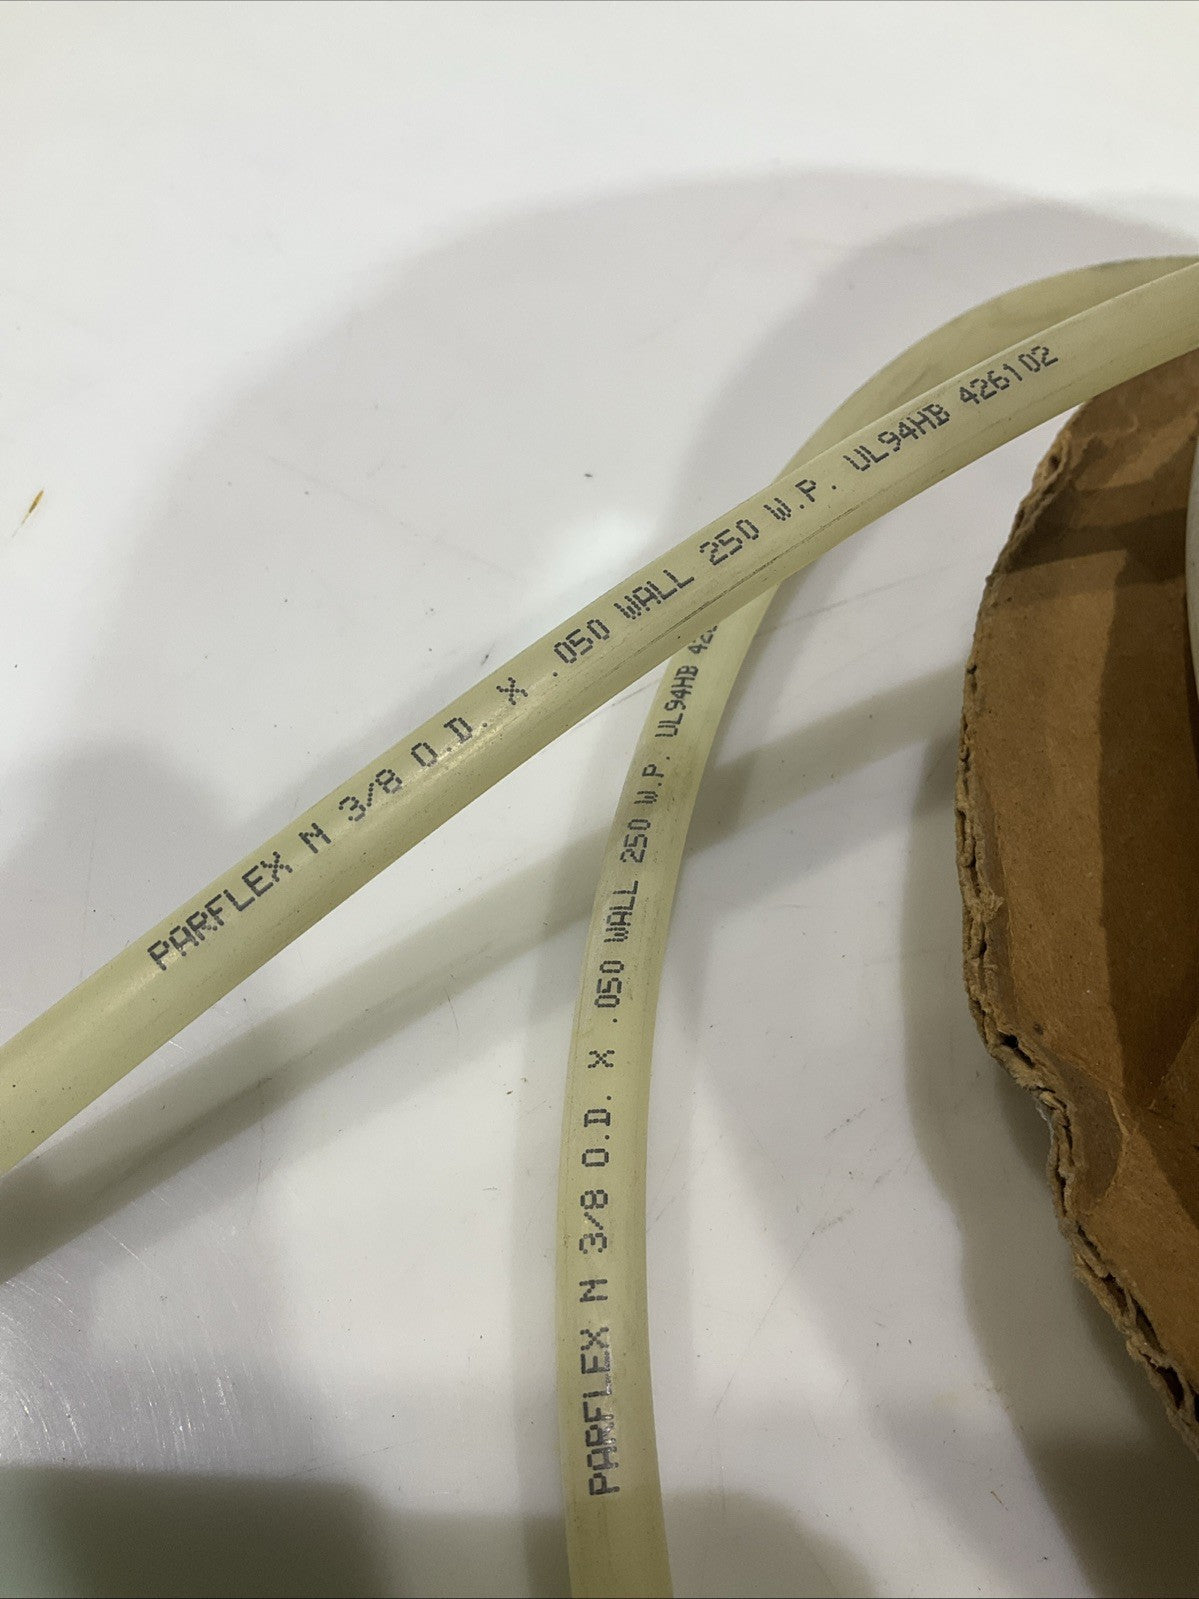 PARFLEX N 3/8 O.D. X .050 WALL 250 W.P. UL94HB 426102
PARFLEX N 3/8 O.D. X .050 WALL 250 W.P. UL94HB